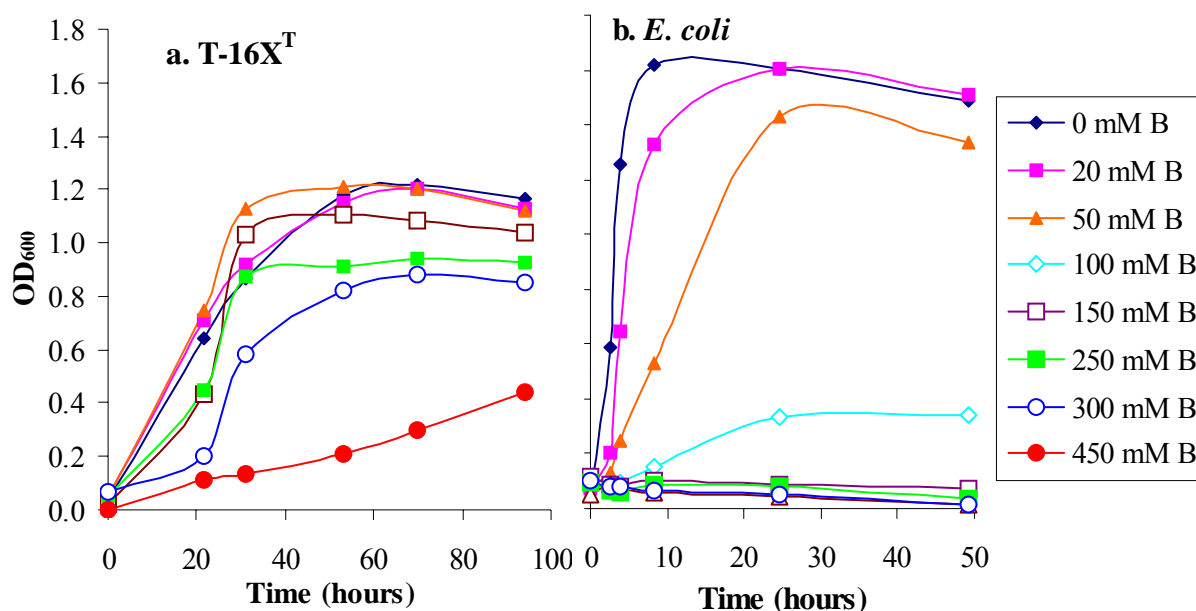 a. T-16Xᵀ
OD₆₀₀
1.8
1.6
1.4
1.2
1.0
0.8
0.6
0.4
0.2
0.0
0
20
40
60
80
100
Time (hours)
b. E. coli
0
10
20
30
40
50
Time (hours)
0 mM B
20 mM B
50 mM B
100 mM B
150 mM B
250 mM B
300 mM B
450 mM B